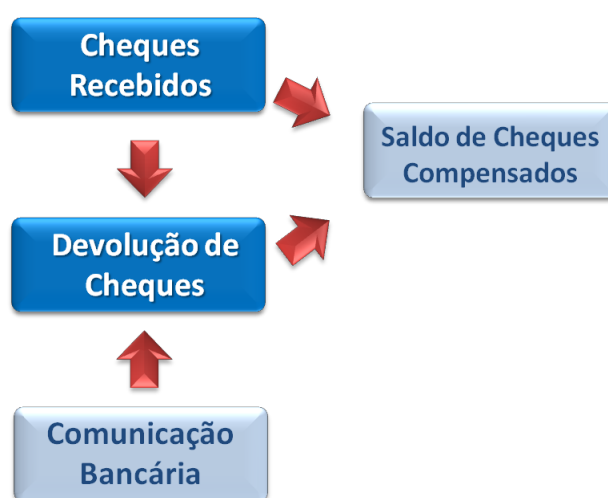 Cheques
Recebidos
Saldo de Cheques
Compensados
Devolução de
Cheques
Comunicação
Bancária